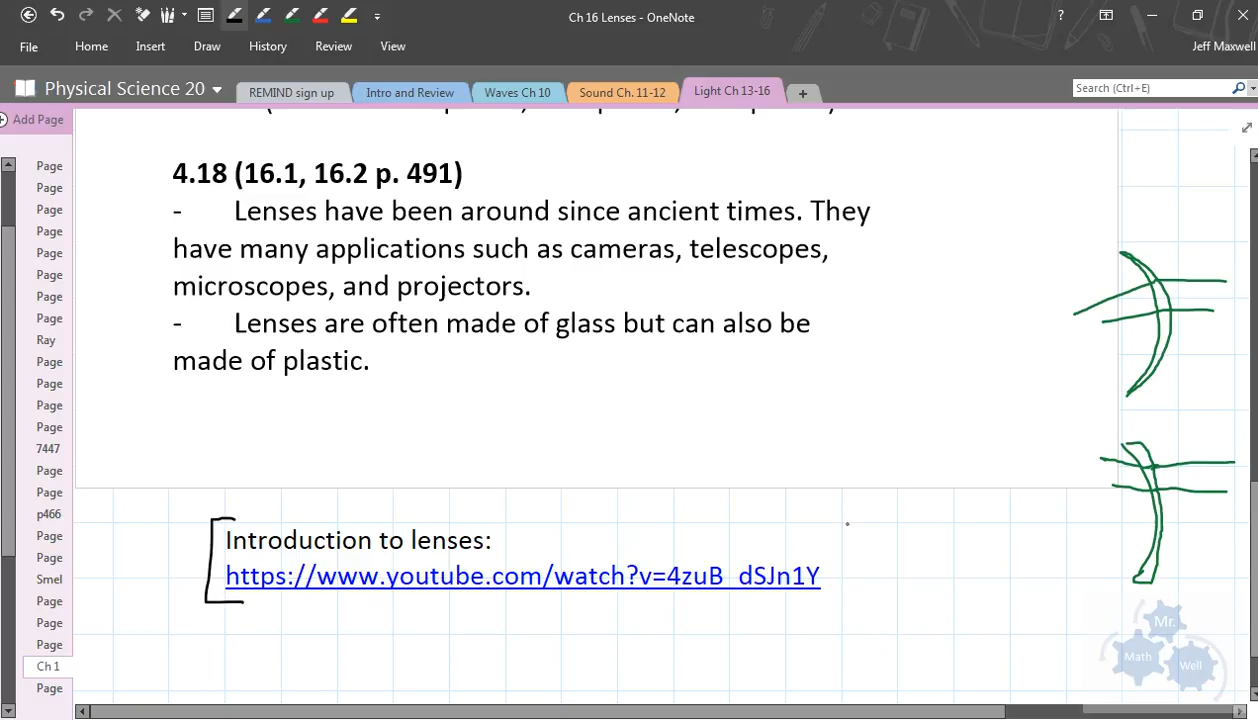 Ch 16 Lenses - OneNote
?
File
Home
Insert
Draw
History
Review
View
Jeff Maxwell
Physical Science 20
REMIND sign up
Intro and Review
Waves Ch 10
Sound Ch. 11-12
Light Ch 13-16
Search (Ctrl+E)
Add Page
Page
Page
Page
Page
Page
Page
Page
Page
Ray
Page
Page
Page
Page
7447
Page
Page
p466
Page
Page
Smel
Page
Page
Page
Ch 1
Page
4.18 (16.1, 16.2 p. 491)
- Lenses have been around since ancient times. They
have many applications such as cameras, telescopes,
microscopes, and projectors.
- Lenses are often made of glass but can also be
made of plastic.
Introduction to lenses:
https://www.youtube.com/watch?v=4zuB_dSJn1Y
Mr.
Math
Well